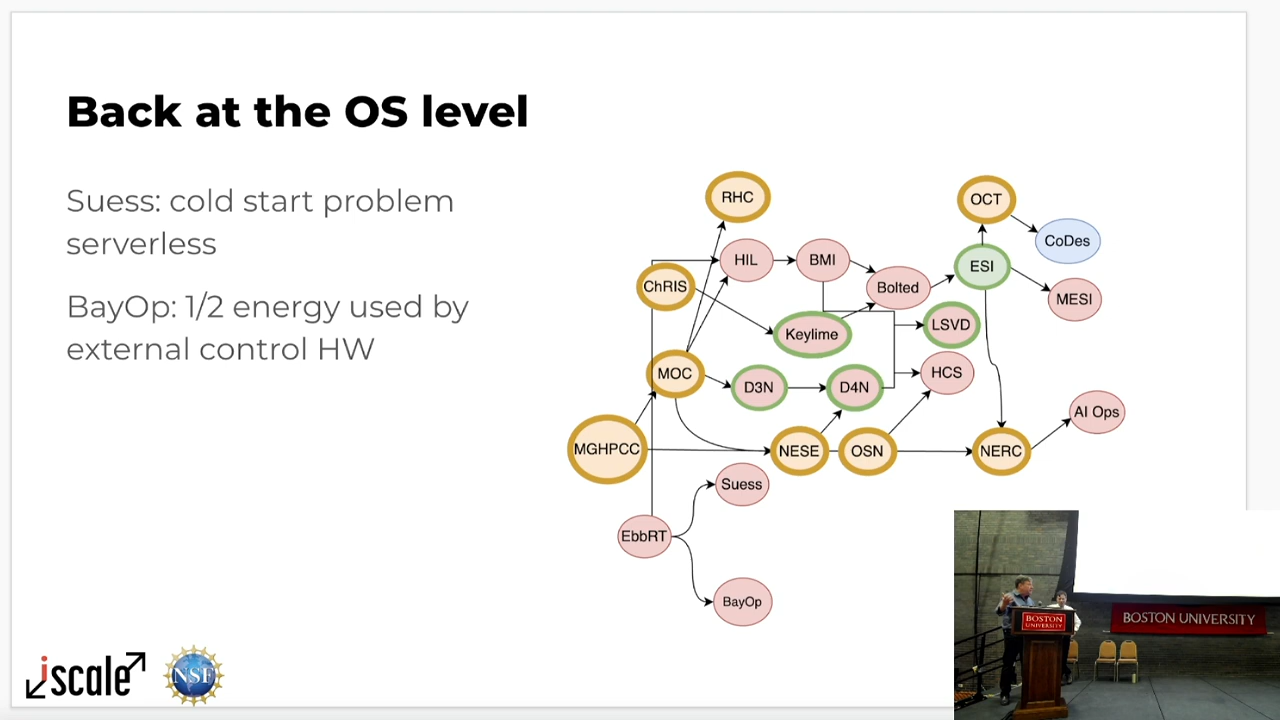 Back at the OS level
Suess: cold start problem
serverless
BayOp: 1/2 energy used by
external control HW
RHC
OCT
CoDes
HIL
BMI
ESI
ChRIS
Bolted
MESI
Keylime
LSVD
MOC
D3N
D4N
HCS
AI Ops
MGHPCC
NESE
OSN
NERC
Suess
EbbRT
BayOp
iscale
NSF
BOSTON
UNIVERSITY
BOSTON UNIVERSITY